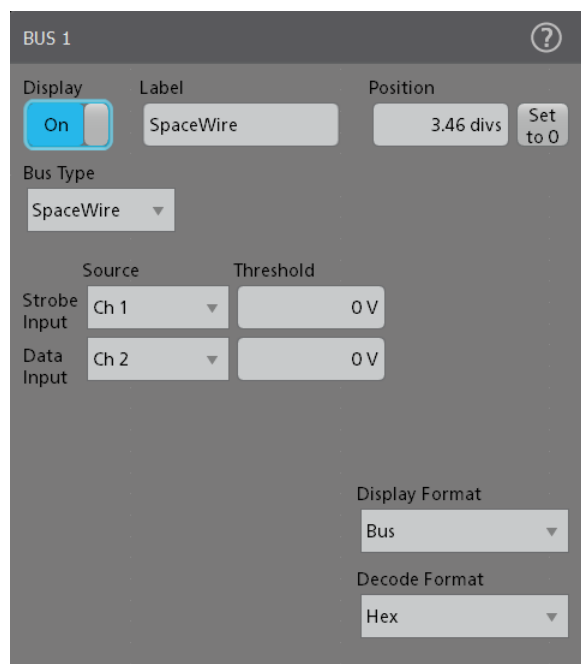 BUS 1 ?
Display Label Position
On SpaceWire 3.46 divs Set to 0
Bus Type
SpaceWire
Source Threshold
Strobe Input Ch 1 0 V
Data Input Ch 2 0 V
Display Format
Bus
Decode Format
Hex